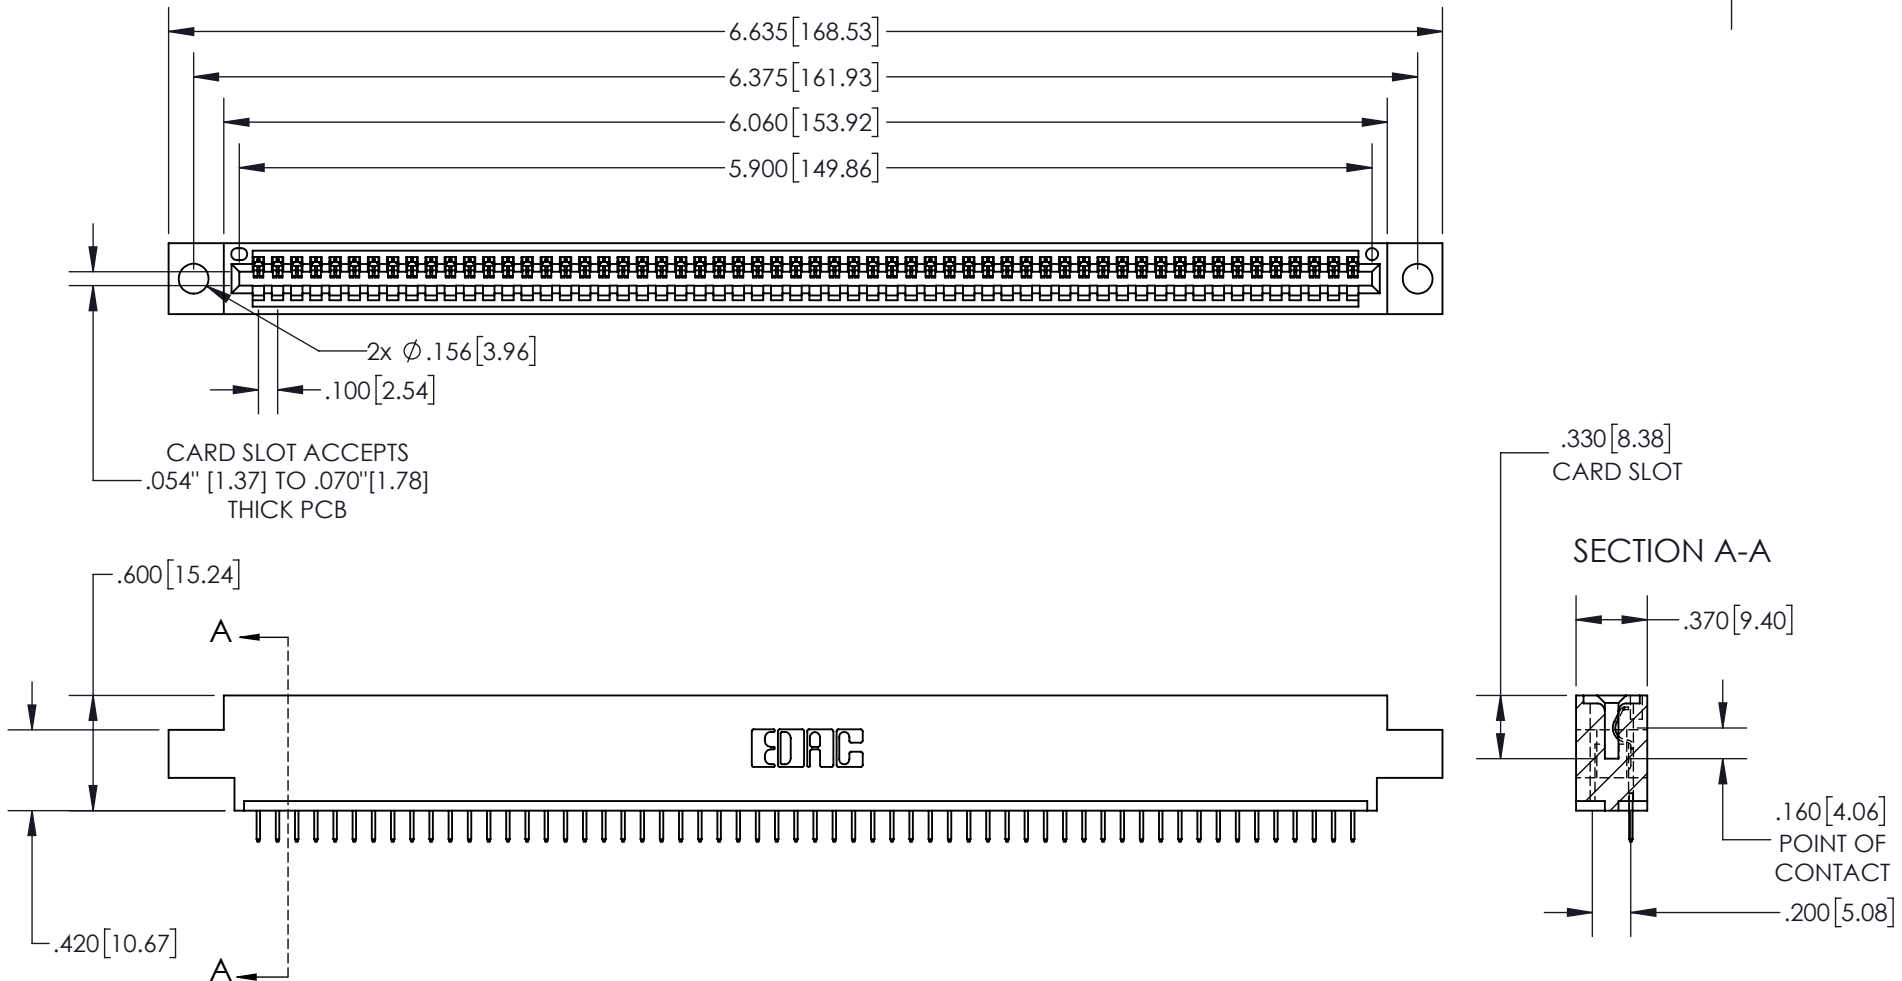 6.635[168.53]
6.375[161.93]
6.060[153.92]
5.900[149.86]
2x Ø.156[3.96]
.100[2.54]
CARD SLOT ACCEPTS
.054" [1.37] TO .070"[1.78]
THICK PCB
.330[8.38]
CARD SLOT
SECTION A-A
.600[15.24]
A
.370[9.40]
EDAC
.160[4.06]
POINT OF
CONTACT
.200[5.08]
.420[10.67]
A